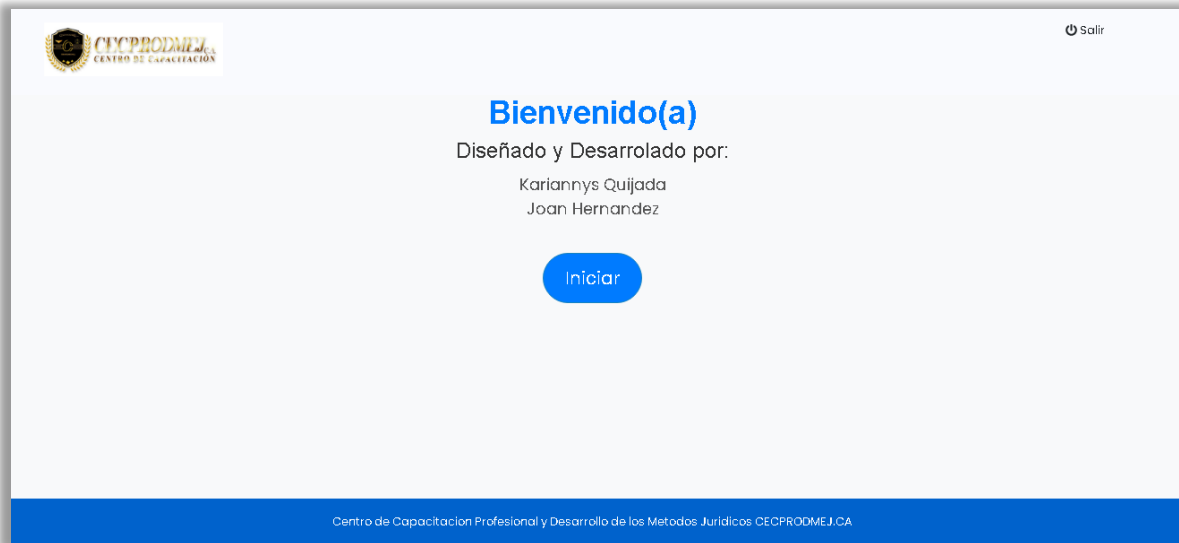 CECPRODMEJ.CA
CENTRO DE CAPACITACIÓN
Salir
Bienvenido(a)
Diseñado y Desarrolado por:
Kariannys Quijada
Joan Hernandez
Iniciar
Centro de Capacitacion Profesional y Desarrollo de los Metodos Juridicos CECPRODMEJ.CA